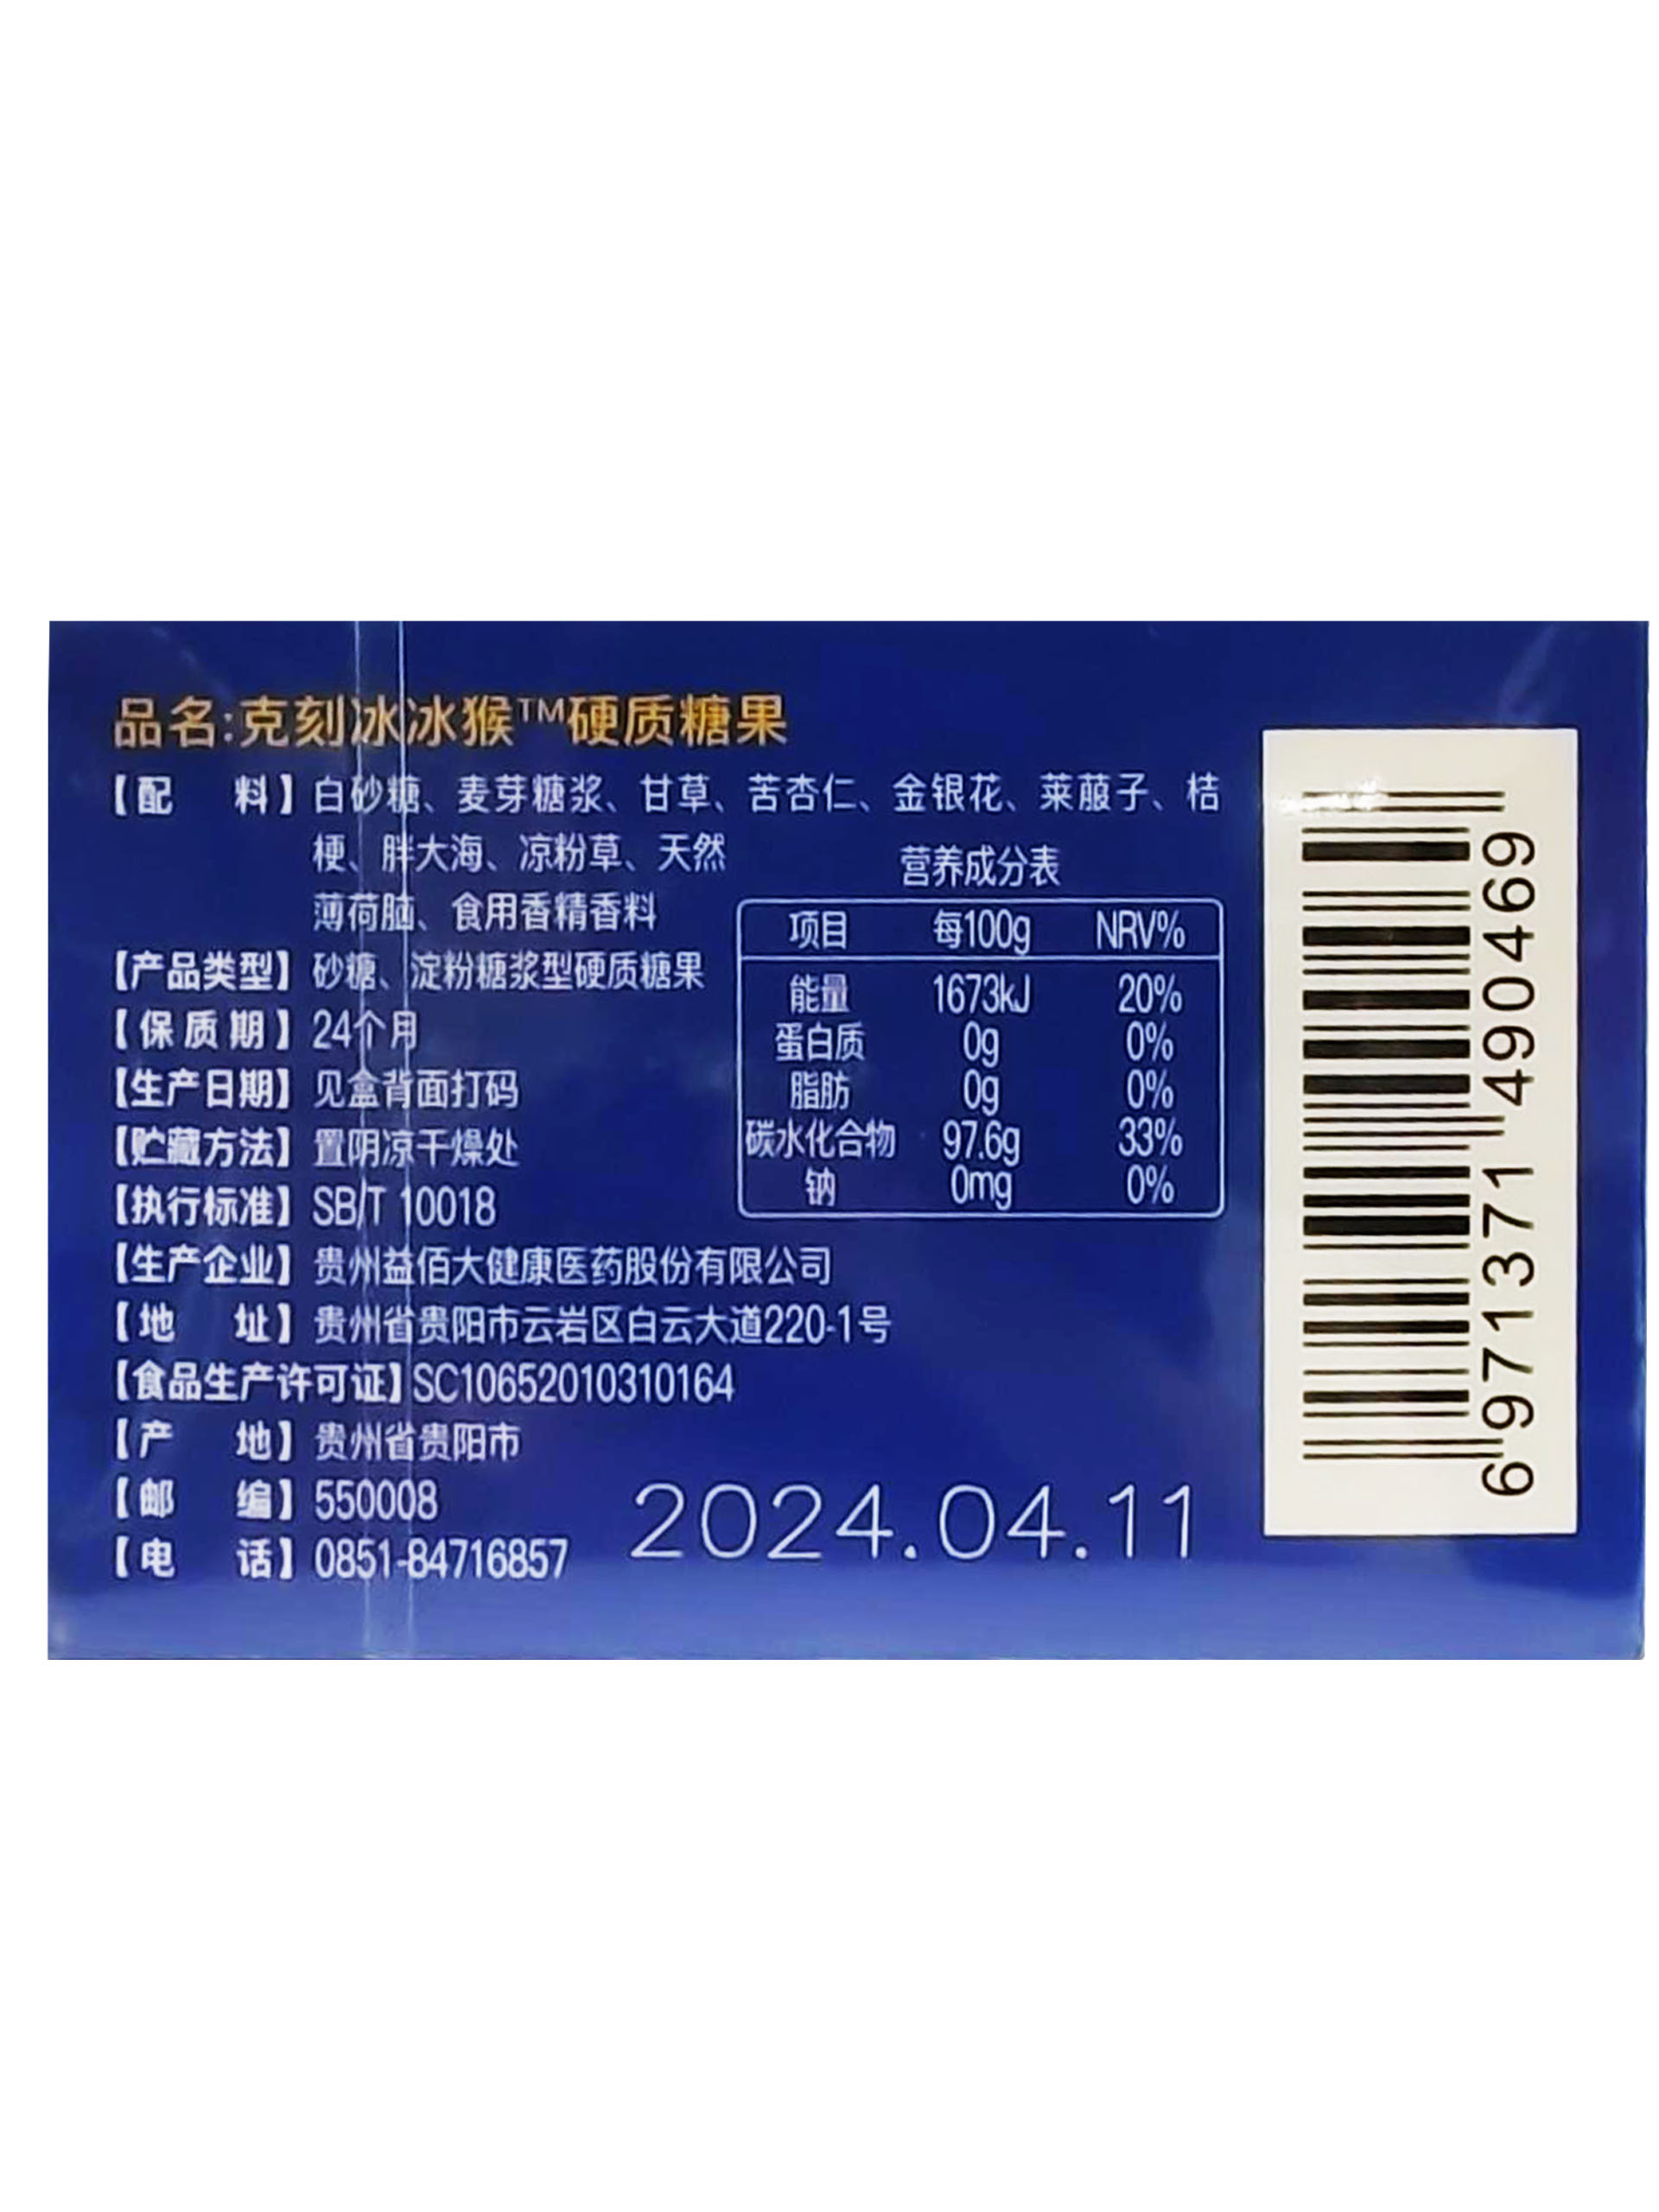 品名:克刻冰冰猴™硬质糖果
【配料】白砂糖、麦芽糖浆、甘草、苦杏仁、金银花、莱菔子、桔
梗、胖大海、凉粉草、天然
薄荷脑、食用香精香料
【产品类型】砂糖、淀粉糖浆型硬质糖果
【保质期】24个月
【生产日期】见盒背面打码
【贮藏方法】置阴凉干燥处
【执行标准】SB/T 10018
【生产企业】贵州益佰大健康医药股份有限公司
【地址】贵州省贵阳市云岩区白云大道220-1号
【食品生产许可证】SC10652010310164
【产地】贵州省贵阳市
【邮编】550008
【电话】0851-84716857
营养成分表
项目 每100g NRV%
能量 1673kJ 20%
蛋白质 0g 0%
脂肪 0g 0%
碳水化合物 97.6g 33%
钠 0mg 0%
2024.04.11
6 971371 490469